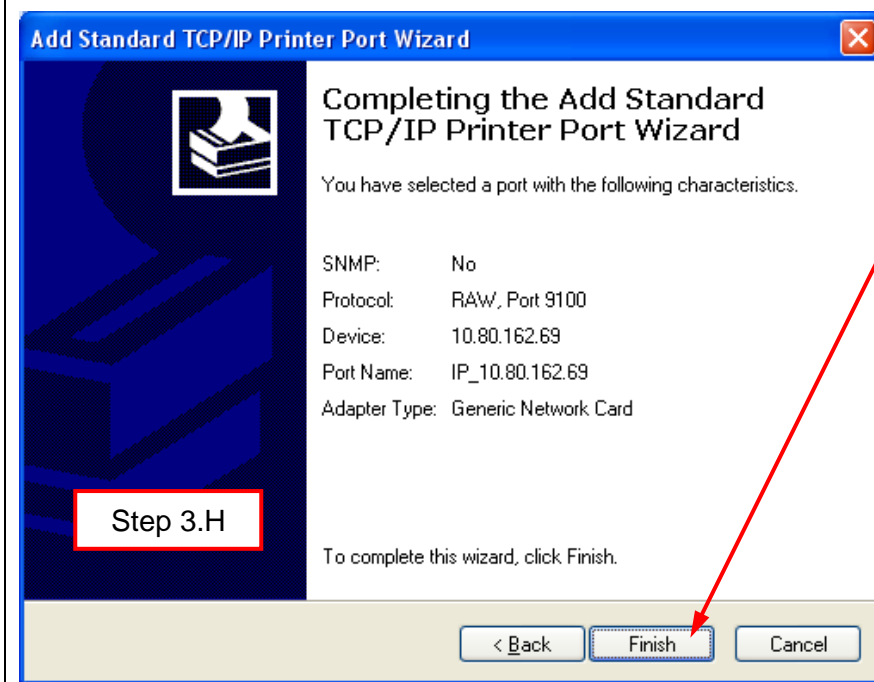 Add Standard TCP/IP Printer Port Wizard
Completing the Add Standard
TCP/IP Printer Port Wizard
You have selected a port with the following characteristics.
SNMP: No
Protocol: RAW, Port 9100
Device: 10.80.162.69
Port Name: IP_10.80.162.69
Adapter Type: Generic Network Card
Step 3.H
To complete this wizard, click Finish.
< Back Finish Cancel